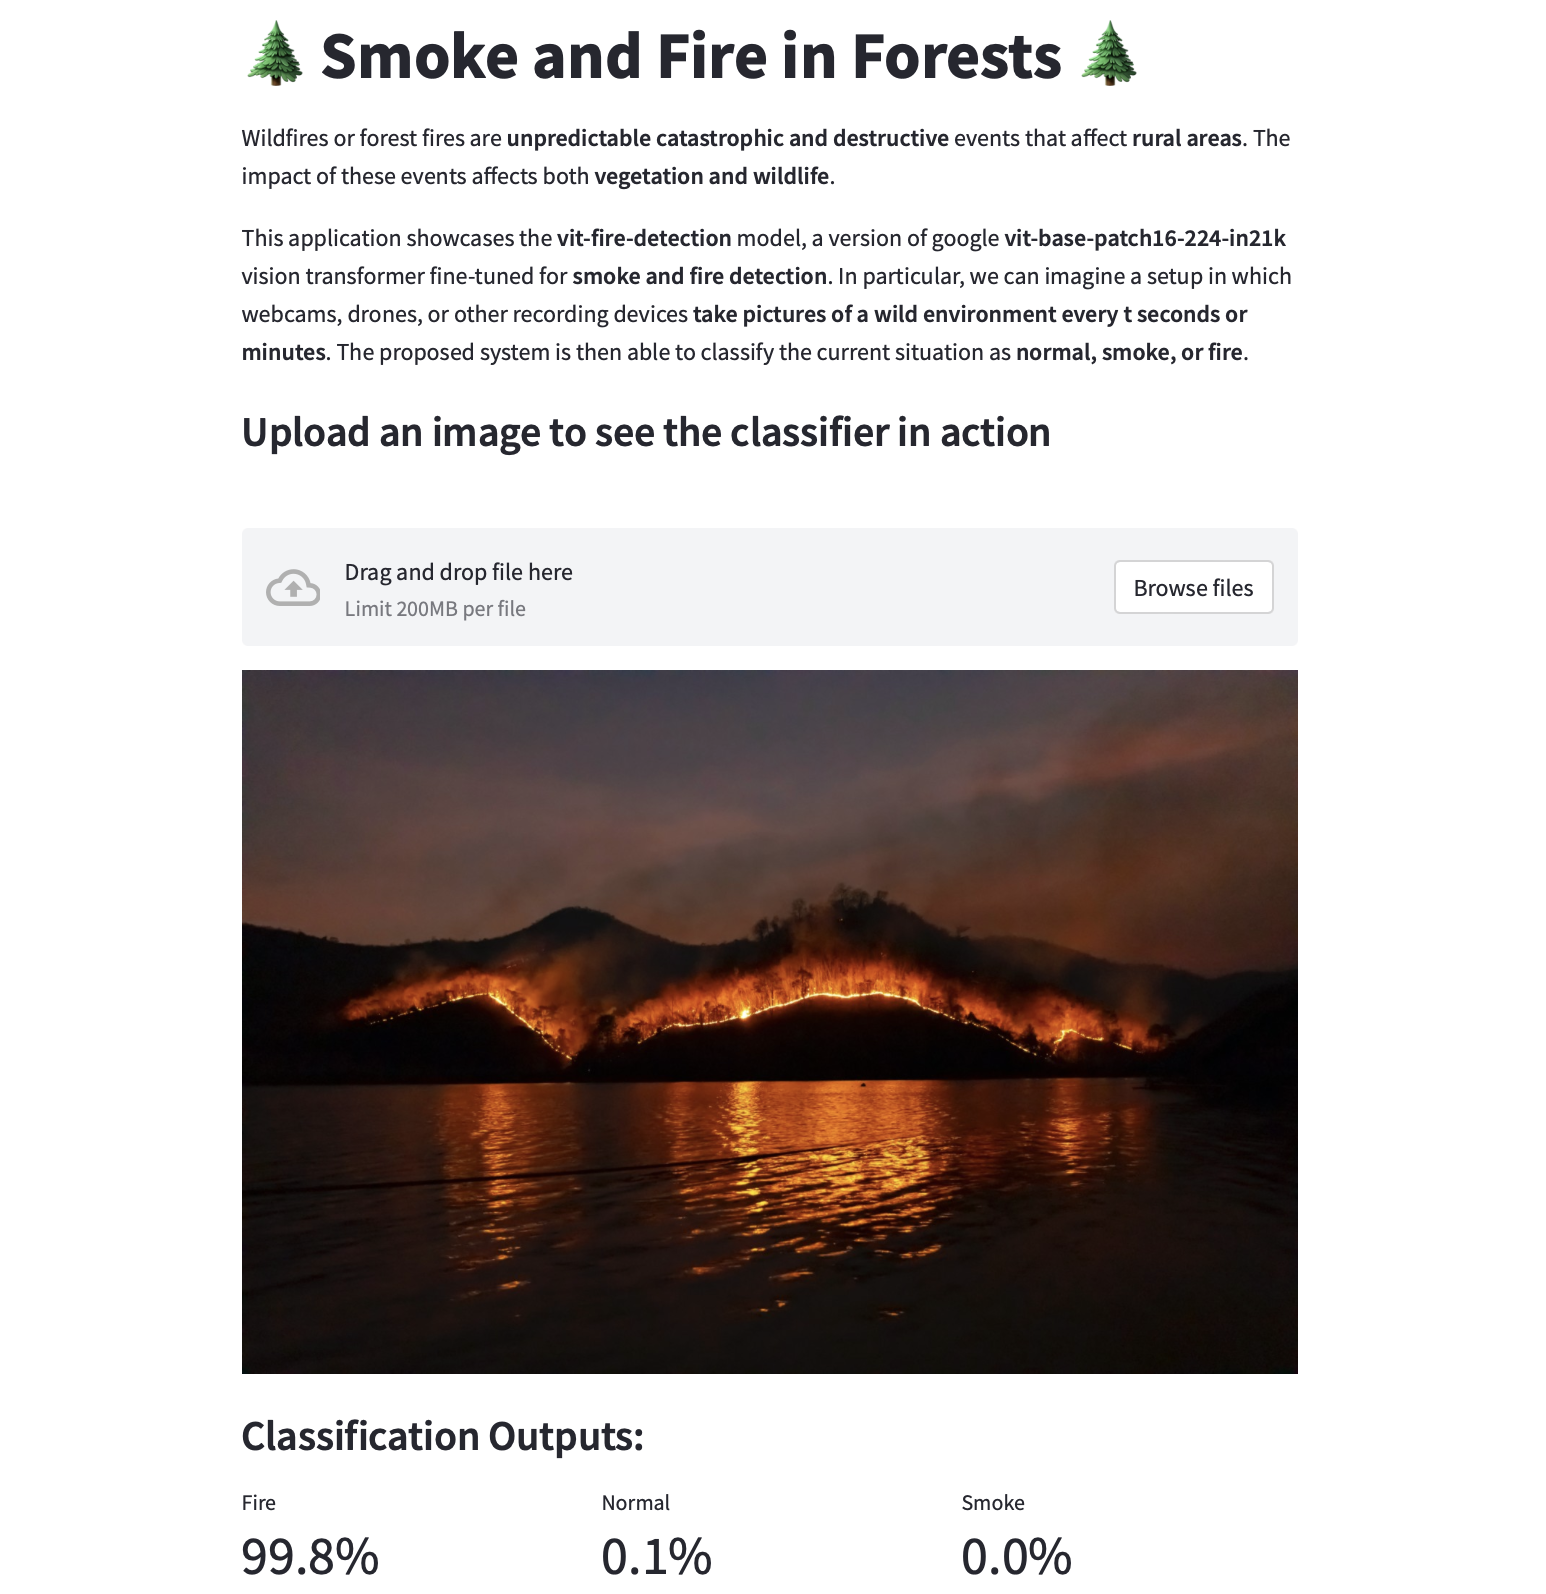 🌲 Smoke and Fire in Forests 🌲
Wildfires or forest fires are unpredictable catastrophic and destructive events that affect rural areas. The
impact of these events affects both vegetation and wildlife.
This application showcases the vit-fire-detection model, a version of google vit-base-patch16-224-in21k
vision transformer fine-tuned for smoke and fire detection. In particular, we can imagine a setup in which
webcams, drones, or other recording devices take pictures of a wild environment every t seconds or
minutes. The proposed system is then able to classify the current situation as normal, smoke, or fire.
Upload an image to see the classifier in action
Drag and drop file here
Limit 200MB per file
Browse files
Classification Outputs:
Fire Normal Smoke
99.8% 0.1% 0.0%